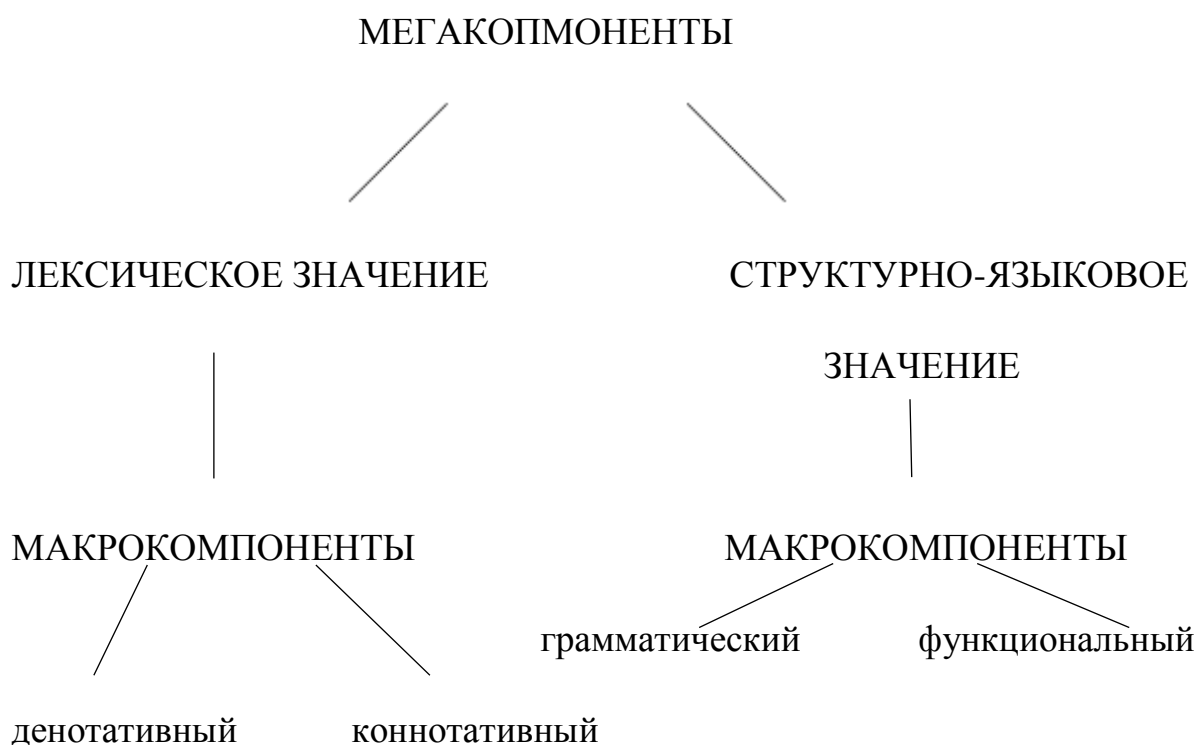 МЕГАКОПМОНЕНТЫ
ЛЕКСИЧЕСКОЕ ЗНАЧЕНИЕ
СТРУКТУРНО-ЯЗЫКОВОЕ
ЗНАЧЕНИЕ
МАКРОКОМПОНЕНТЫ
МАКРОКОМПОНЕНТЫ
грамматический
функциональный
денотативный
коннотативный